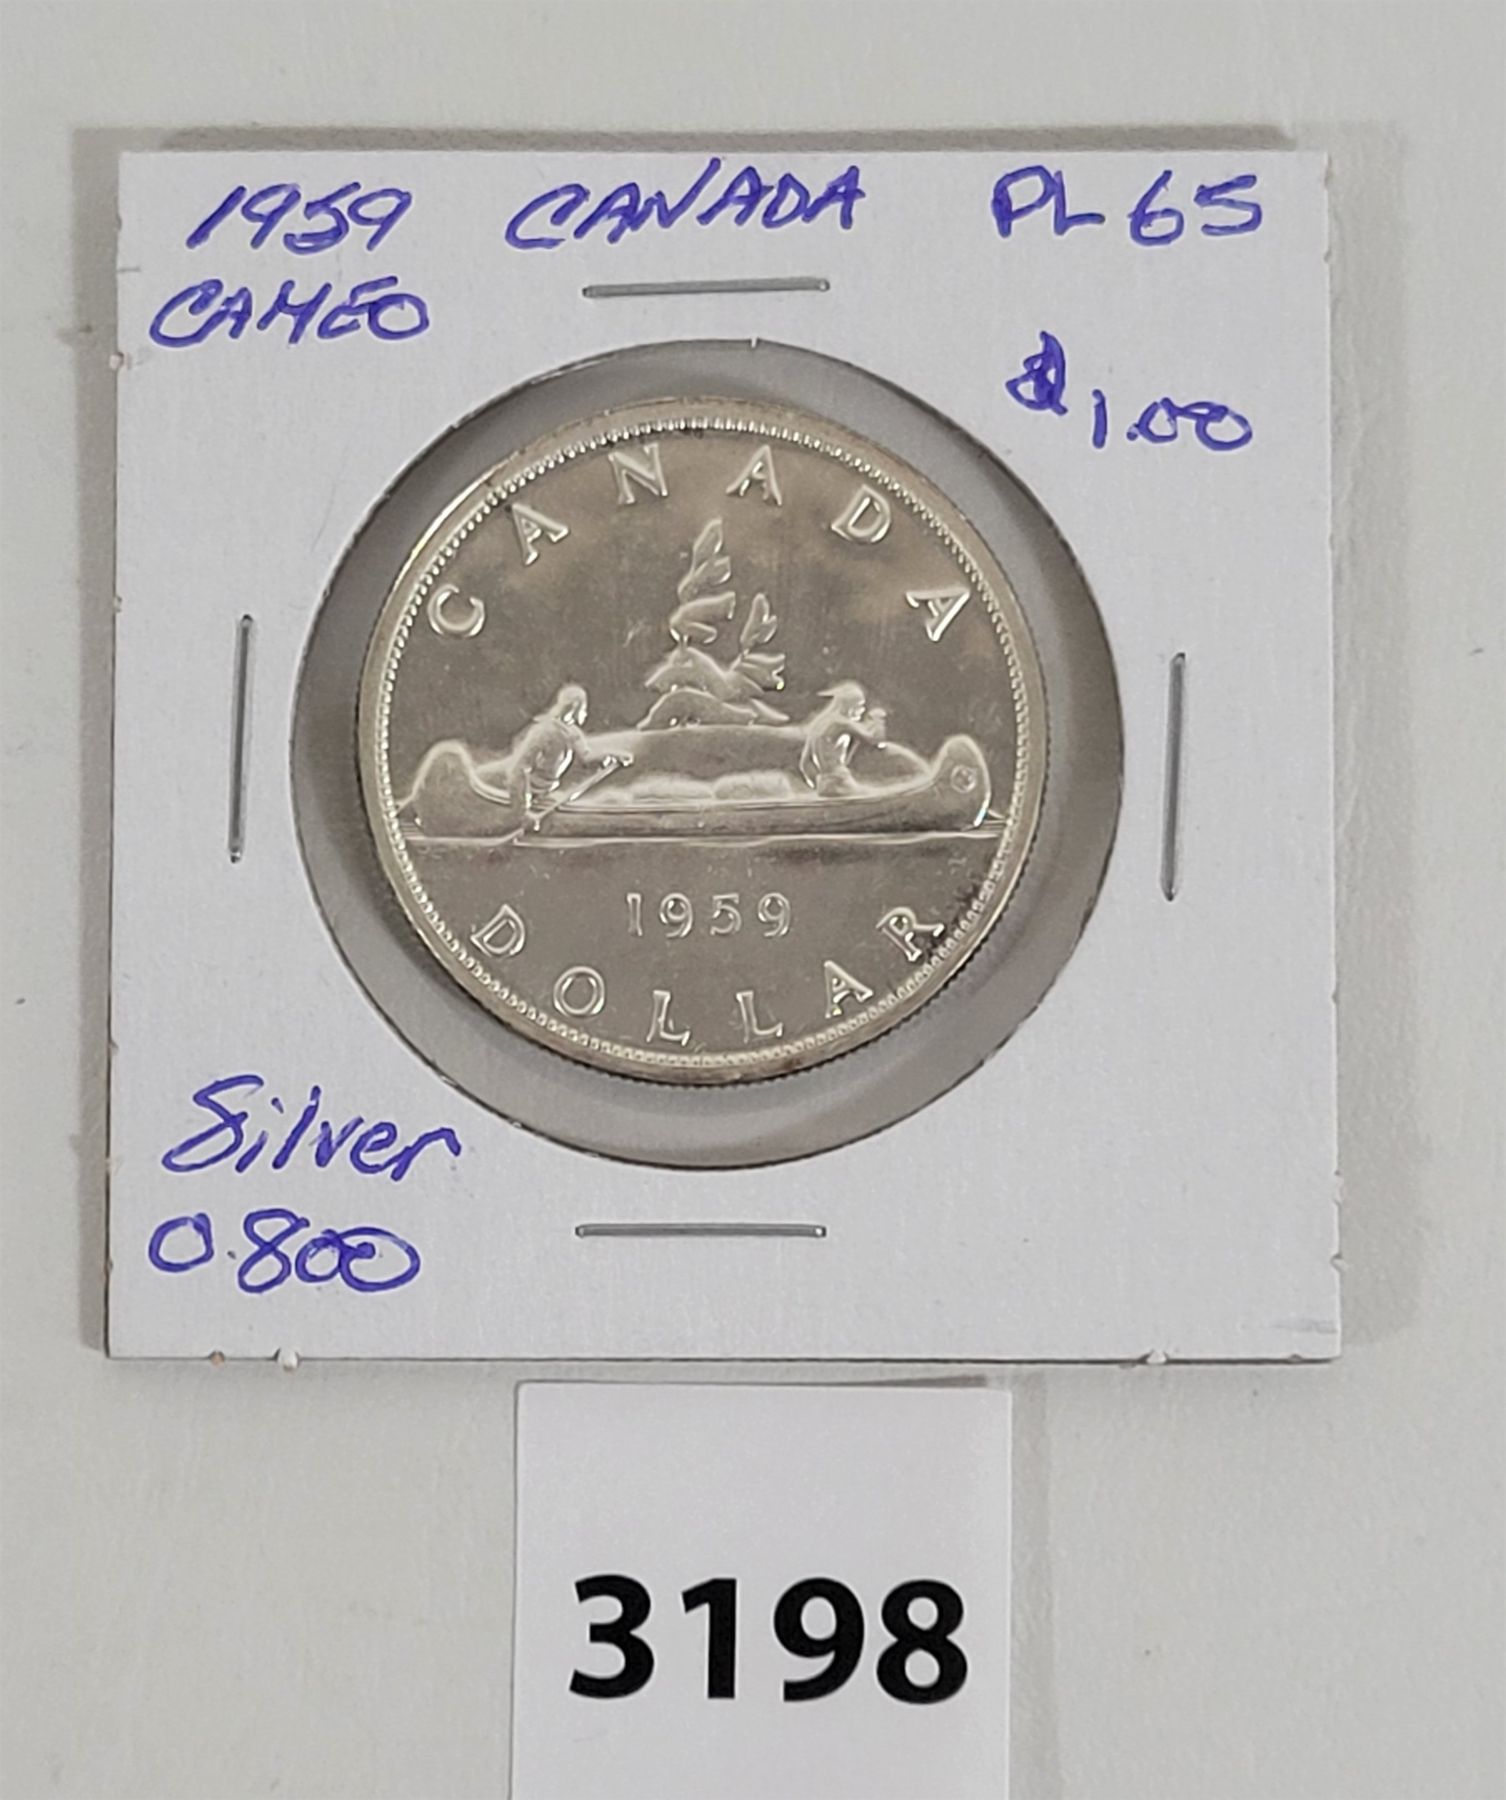 1959 CANADA PL65
CAMEO
$1.00
CANADA
1959
DOLLAR
Silver
0.800
3198